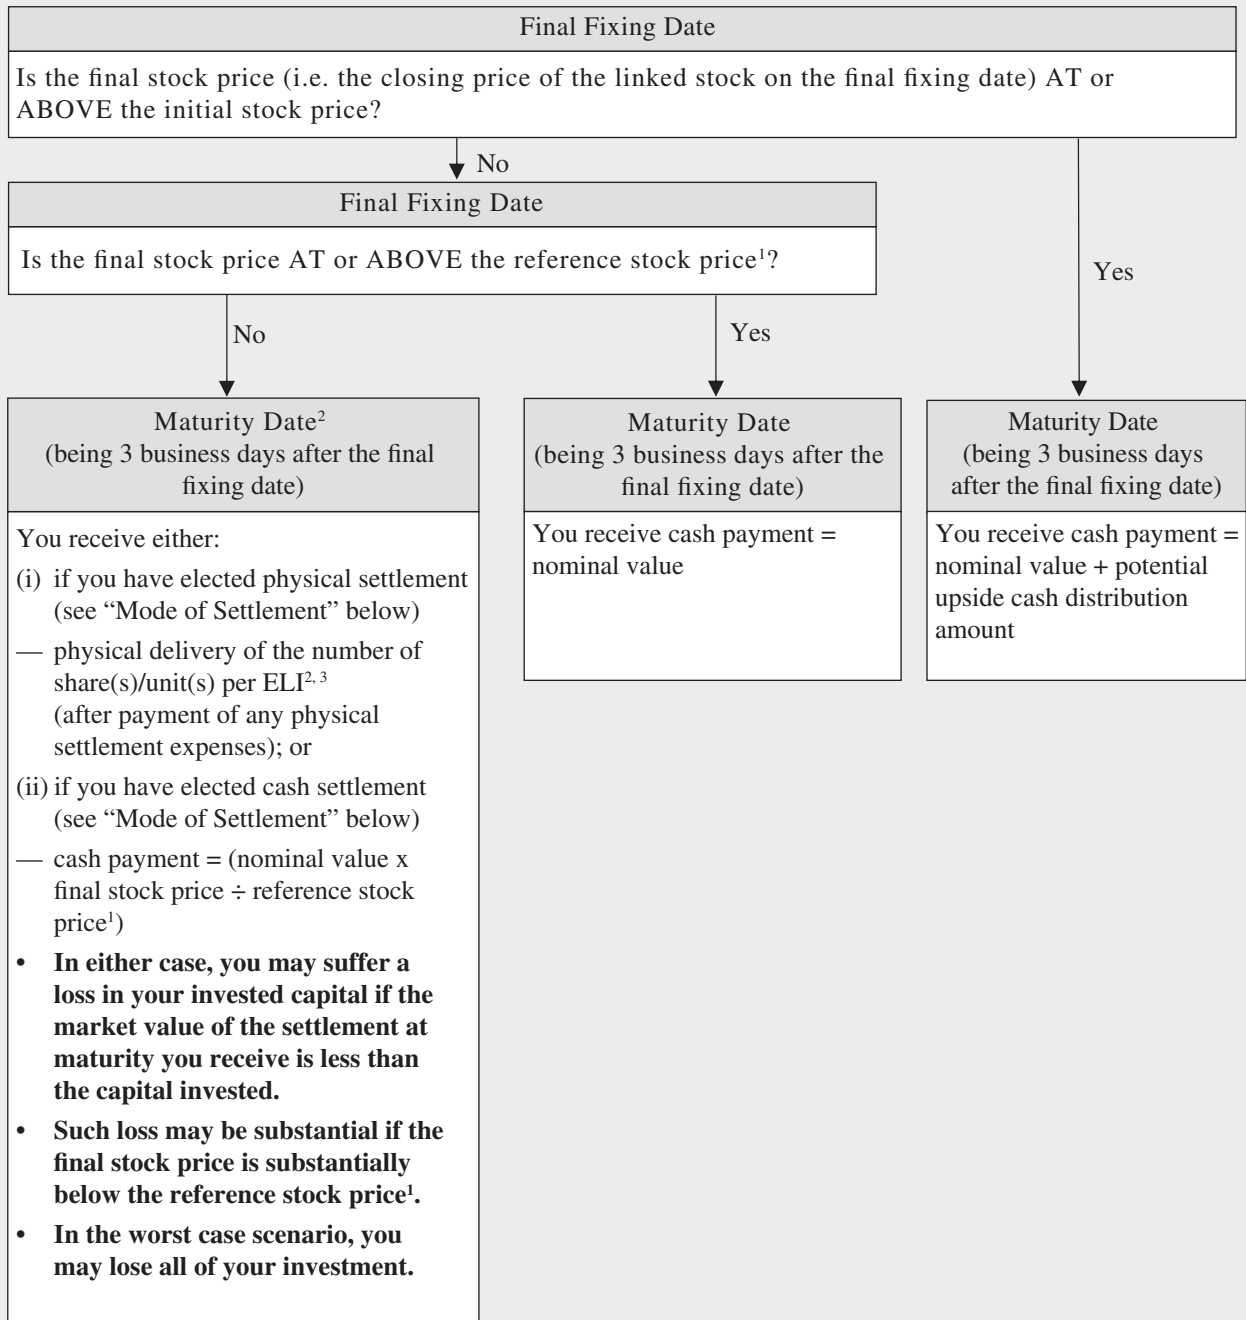 Final Fixing Date
Is the final stock price (i.e. the closing price of the linked stock on the final fixing date) AT or
ABOVE the initial stock price?
No
Final Fixing Date
Is the final stock price AT or ABOVE the reference stock price¹?
Yes
No
Yes
Maturity Date²
(being 3 business days after the final
fixing date)
You receive either:
(i) if you have elected physical settlement
(see “Mode of Settlement” below)
— physical delivery of the number of
share(s)/unit(s) per ELI², ³
(after payment of any physical
settlement expenses); or
(ii) if you have elected cash settlement
(see “Mode of Settlement” below)
— cash payment = (nominal value x
final stock price ÷ reference stock
price¹)
• In either case, you may suffer a
loss in your invested capital if the
market value of the settlement at
maturity you receive is less than
the capital invested.
• Such loss may be substantial if the
final stock price is substantially
below the reference stock price¹.
• In the worst case scenario, you
may lose all of your investment.
Maturity Date
(being 3 business days after the
final fixing date)
You receive cash payment =
nominal value
Maturity Date
(being 3 business days
after the final fixing date)
You receive cash payment =
nominal value + potential
upside cash distribution
amount